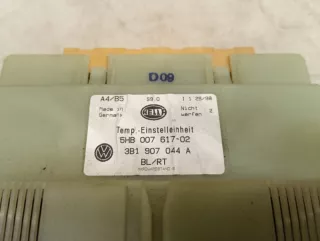 D09
A4/B5
Made in
Germany
Nicht
werfen
HELLA
Temp.-Einstelleinheit
5HB 007 617-02
3B1 907 044 A
BL/RT